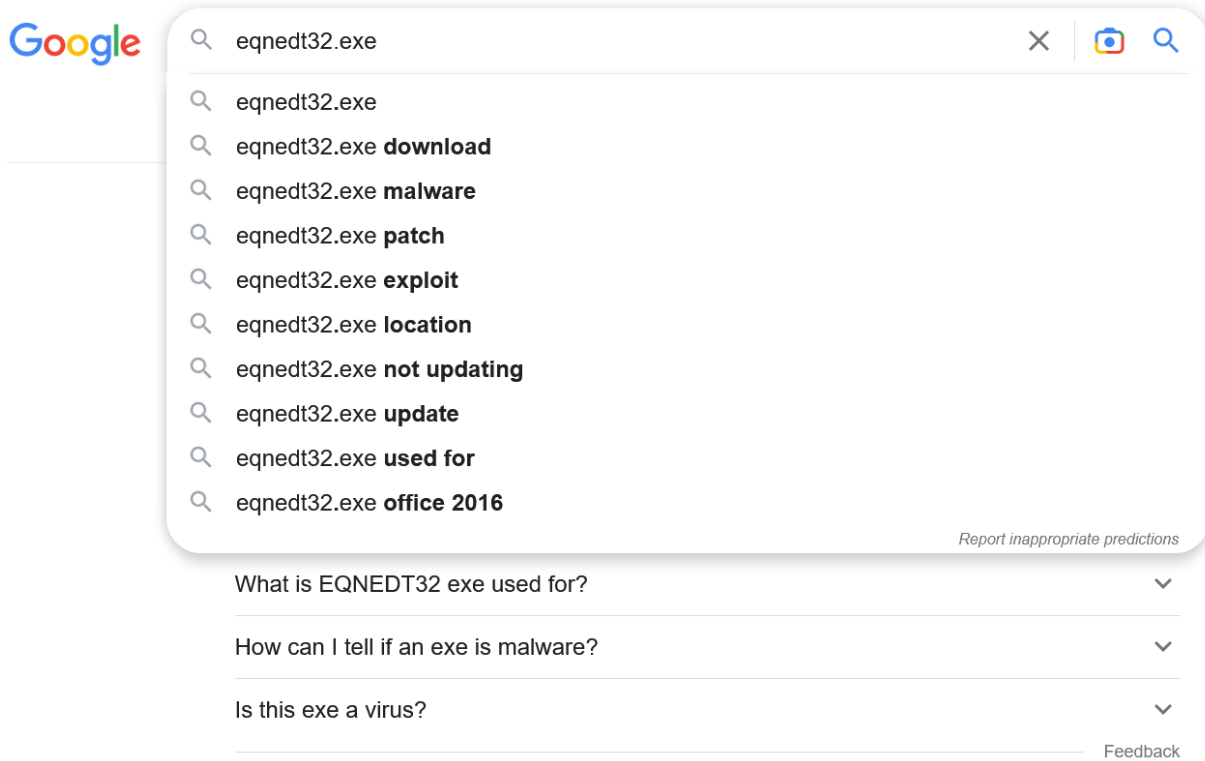 Google
eqnedt32.exe
eqnedt32.exe
eqnedt32.exe download
eqnedt32.exe malware
eqnedt32.exe patch
eqnedt32.exe exploit
eqnedt32.exe location
eqnedt32.exe not updating
eqnedt32.exe update
eqnedt32.exe used for
eqnedt32.exe office 2016
Report inappropriate predictions
What is EQNEDT32 exe used for?
How can I tell if an exe is malware?
Is this exe a virus?
Feedback